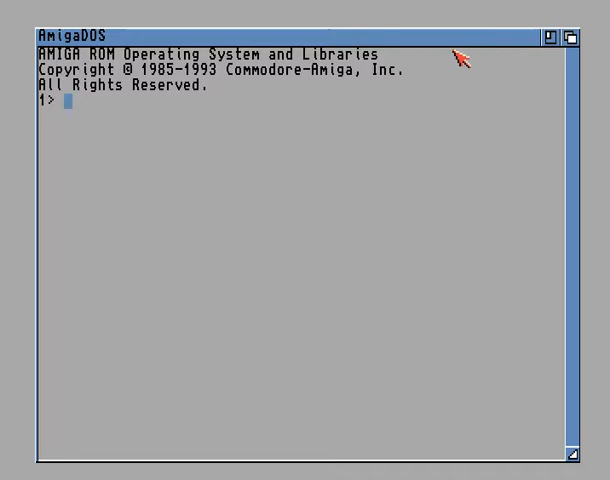 AmigaDOS
AMIGA ROM Operating System and Libraries
Copyright © 1985-1993 Commodore-Amiga, Inc.
All Rights Reserved.
1>